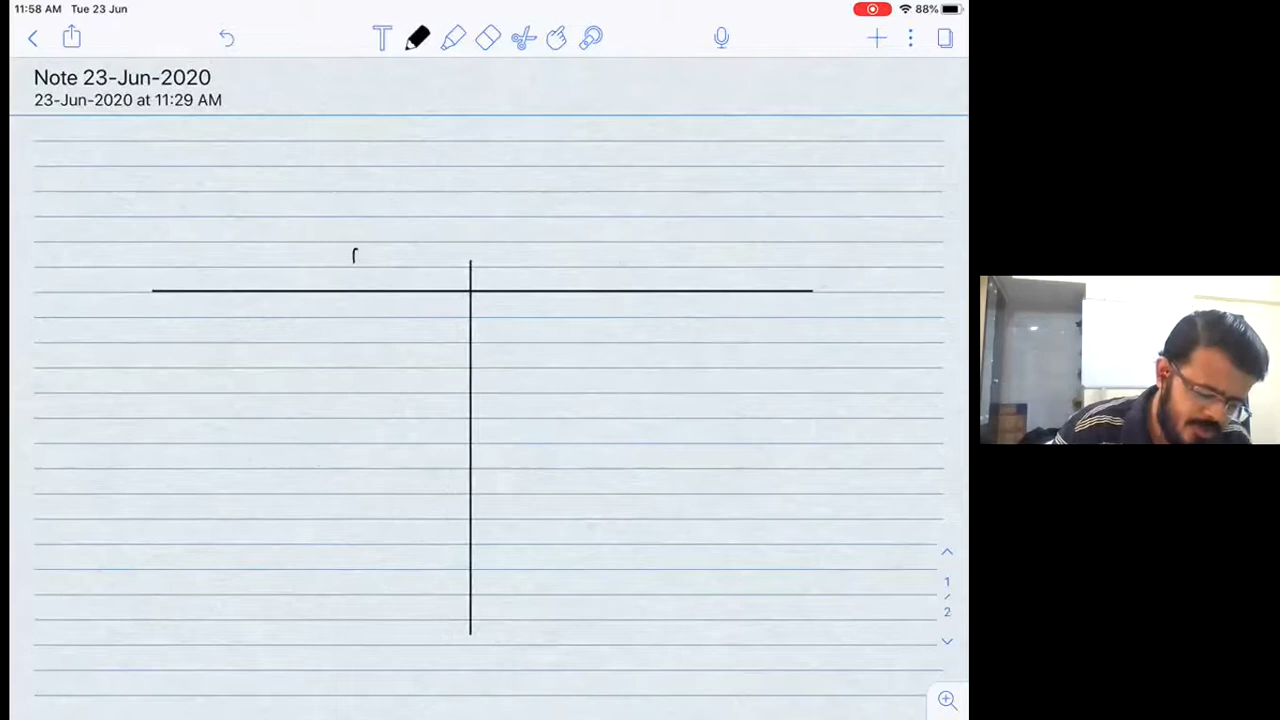 11:58 AM Tue 23 Jun
88%
T
Note 23-Jun-2020
23-Jun-2020 at 11:29 AM
1
/
2